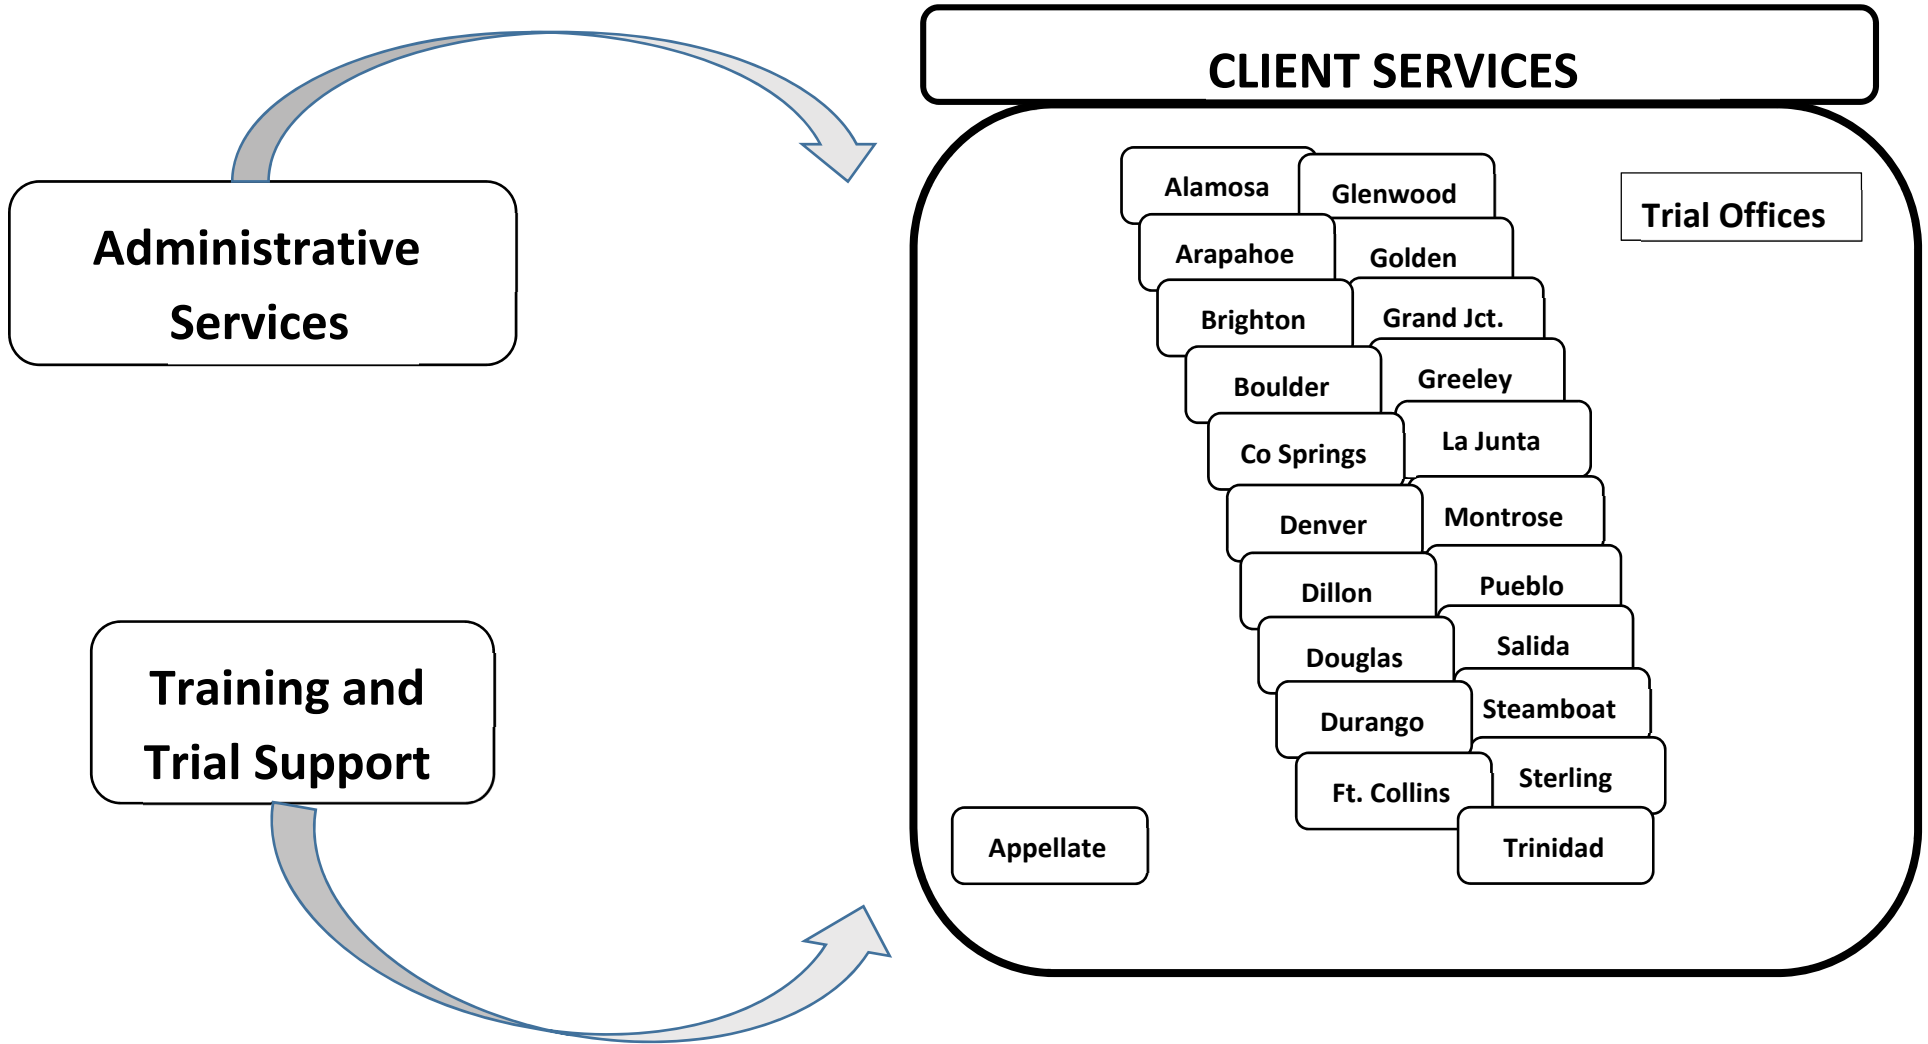 CLIENT SERVICES
Administrative
Services
Training and
Trial Support
Trial Offices
Alamosa
Arapahoe
Brighton
Boulder
Co Springs
Denver
Dillon
Douglas
Durango
Ft. Collins
Glenwood
Golden
Grand Jct.
Greeley
La Junta
Montrose
Pueblo
Salida
Steamboat
Sterling
Trinidad
Appellate